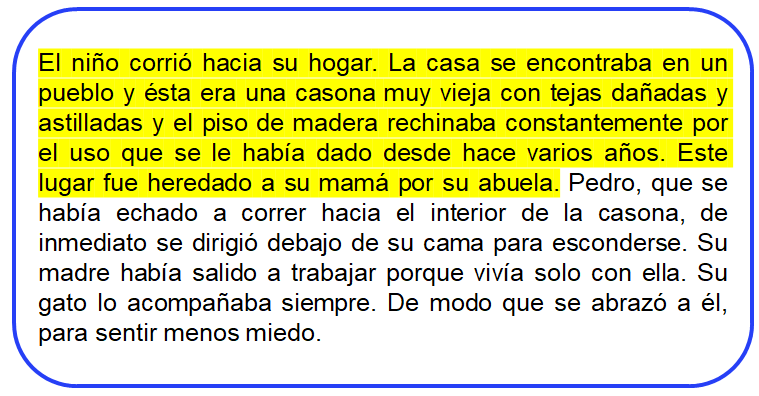 El niño corrió hacia su hogar. La casa se encontraba en un
pueblo y ésta era una casona muy vieja con tejas dañadas y
astilladas y el piso de madera rechinaba constantemente por
el uso que se le había dado desde hace varios años. Este
lugar fue heredado a su mamá por su abuela. Pedro, que se
había echado a correr hacia el interior de la casona, de
inmediato se dirigió debajo de su cama para esconderse. Su
madre había salido a trabajar porque vivía solo con ella. Su
gato lo acompañaba siempre. De modo que se abrazó a él,
para sentir menos miedo.